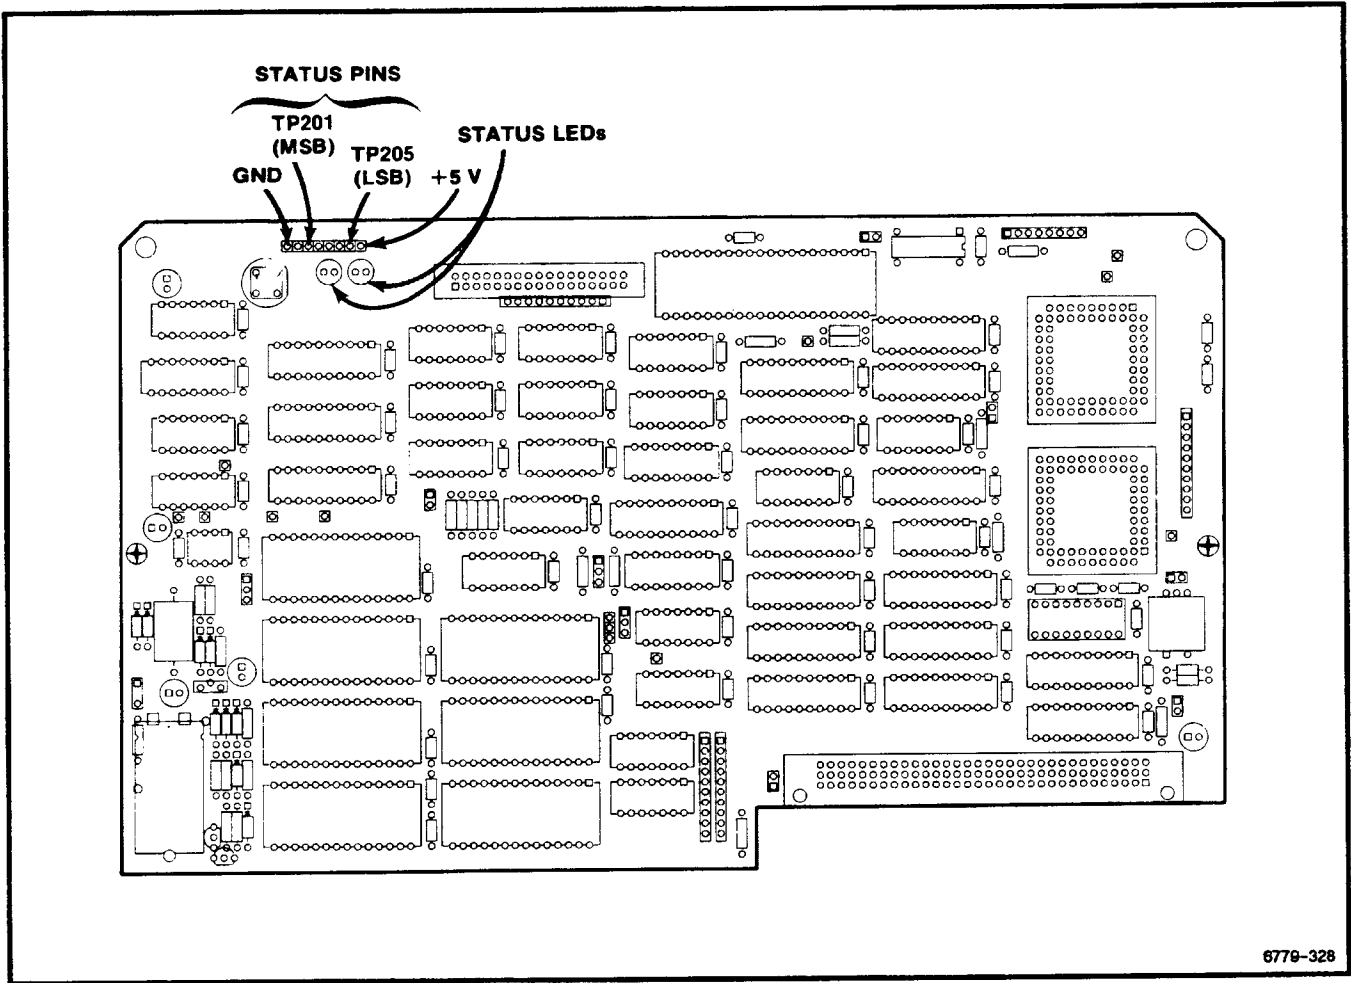 STATUS PINS
TP201
(MSB)
TP205
(LSB)
GND
+5 V
STATUS LEDs
6779-328